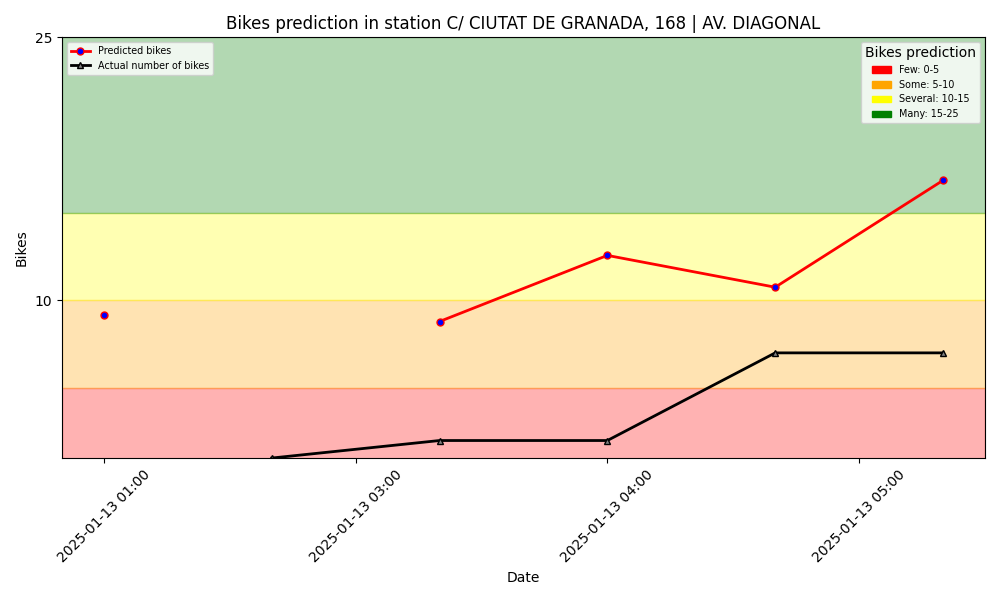 Bikes prediction in station C/ CIUTAT DE GRANADA, 168 | AV. DIAGONAL
25
Predicted bikes
Actual number of bikes
Bikes prediction
Few: 0-5
Some: 5-10
Several: 10-15
Many: 15-25
Bikes
10
2025-01-13 01:00
2025-01-13 03:00
2025-01-13 04:00
2025-01-13 05:00
Date